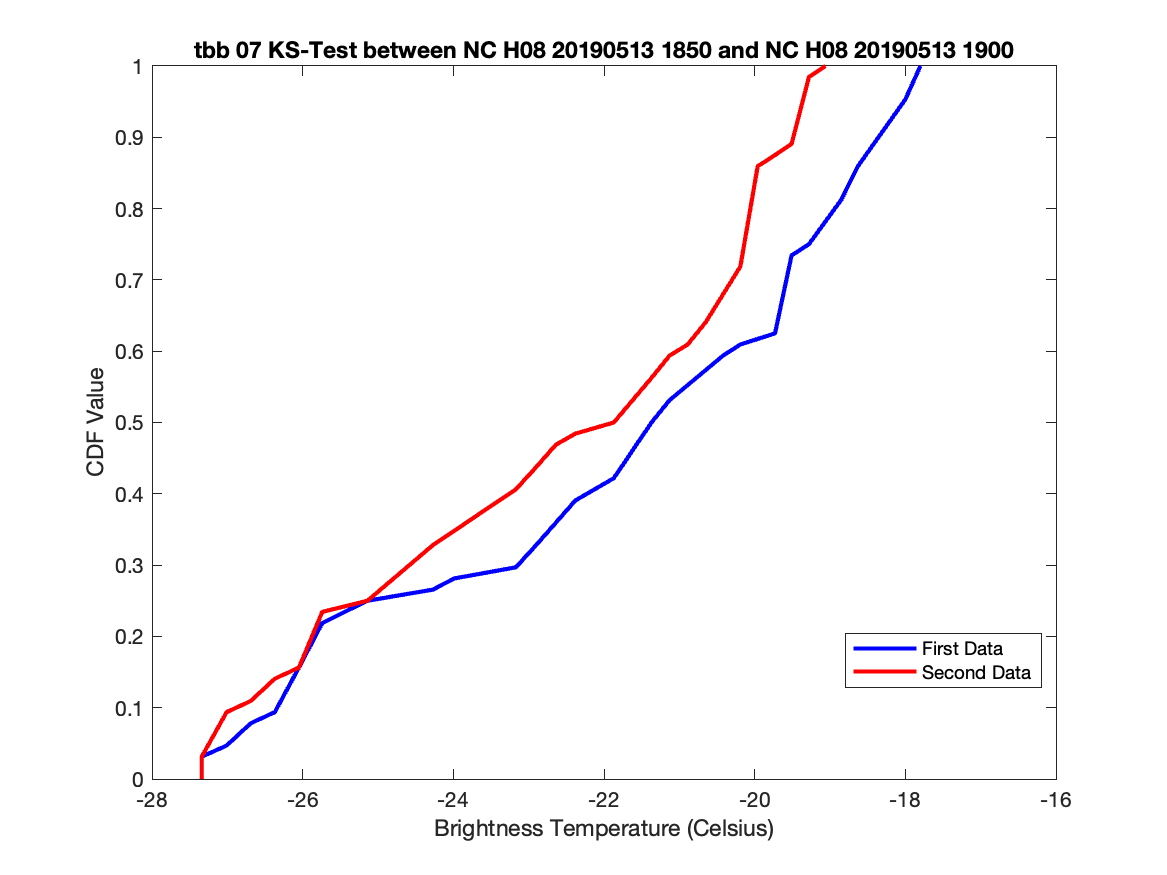 tbb 07 KS-Test between NC H08 20190513 1850 and NC H08 20190513 1900
1
0.9
0.8
0.7
0.6
0.5
0.4
0.3
0.2
0.1
0
CDF Value
First Data
Second Data
-28 -26 -24 -22 -20 -18 -16
Brightness Temperature (Celsius)